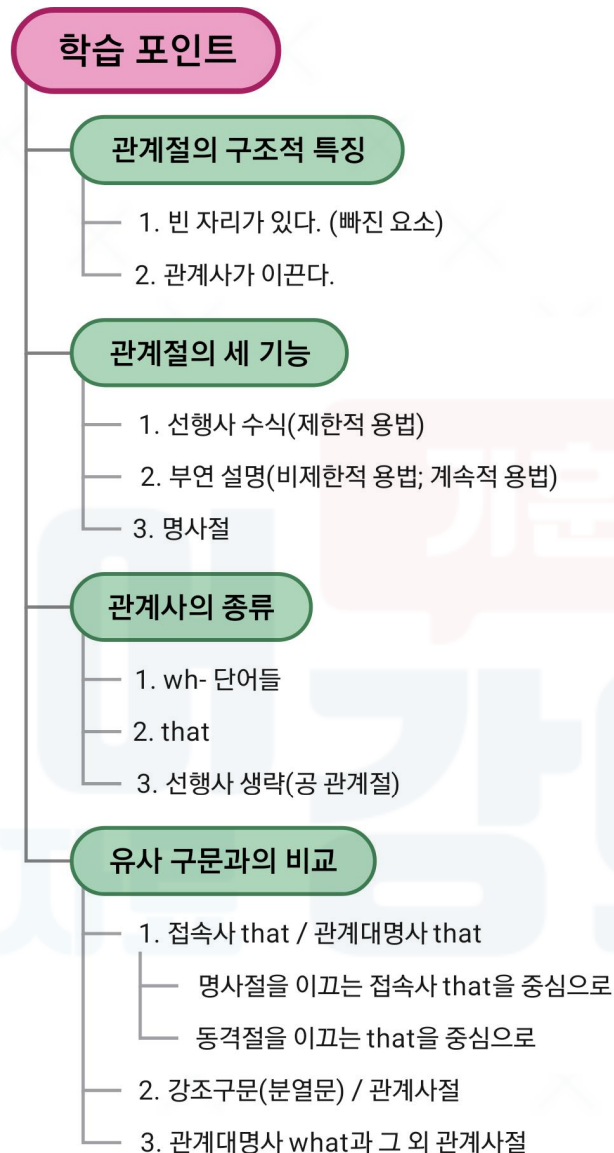 학습 포인트
관계절의 구조적 특징
1. 빈 자리가 있다. (빠진 요소)
2. 관계사가 이끈다.
관계절의 세 기능
1. 선행사 수식(제한적 용법)
2. 부연 설명(비제한적 용법; 계속적 용법)
3. 명사절
관계사의 종류
1. wh- 단어들
2. that
3. 선행사 생략(공 관계절)
유사 구문과의 비교
1. 접속사 that / 관계대명사 that
명사절을 이끄는 접속사 that을 중심으로
동격절을 이끄는 that을 중심으로
2. 강조구문(분열문) / 관계사절
3. 관계대명사 what과 그 외 관계사절